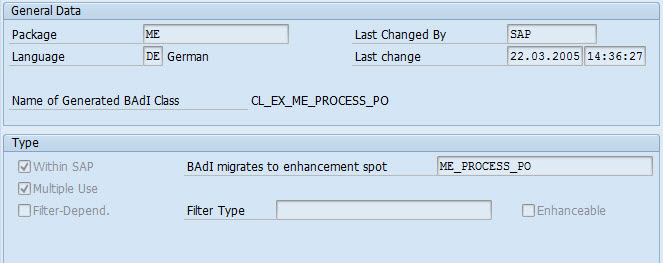 General Data
Package ME Last Changed By SAP
Language DE German Last change 22.03.2005 14:36:27
Name of Generated BAdI Class CL_EX_ME_PROCESS_PO
Type
Within SAP BAdI migrates to enhancement spot ME_PROCESS_PO
Multiple Use
Filter-Depend. Filter Type Enhanceable